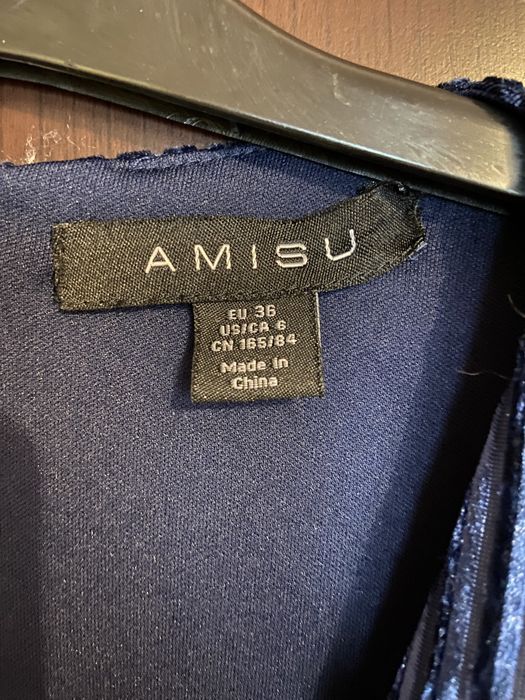 AMISU
EU 36
US/CA 6
CN 165/84
Made in
China